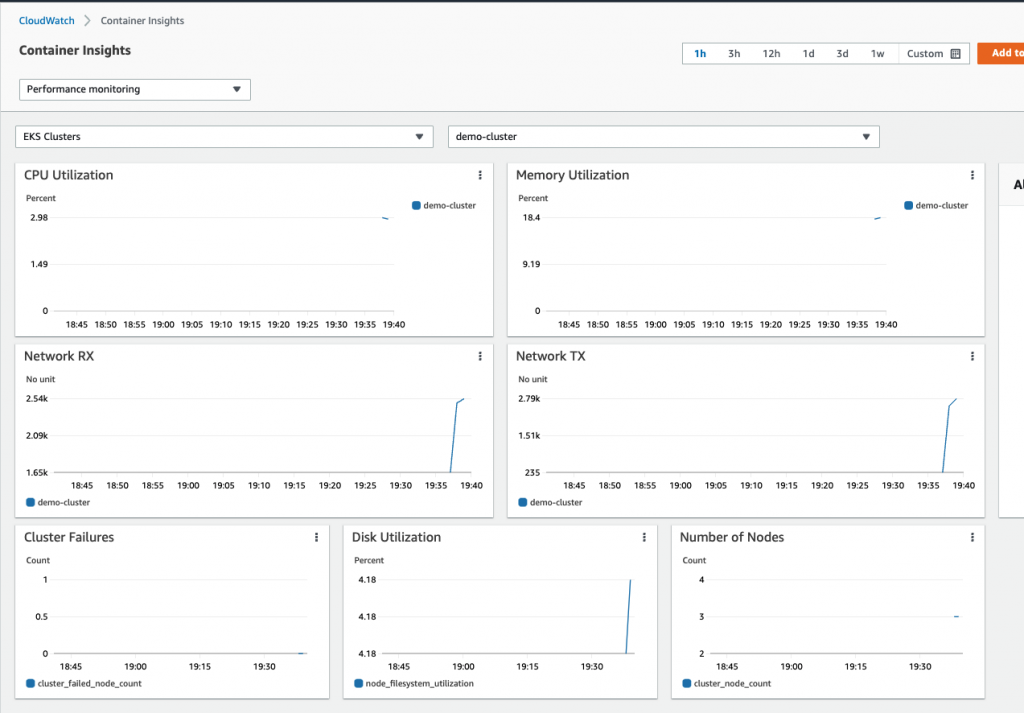 CloudWatch > Container Insights
Container Insights
1h 3h 12h 1d 3d 1w Custom
Add to
Performance monitoring
EKS Clusters
demo-cluster
CPU Utilization
Percent
demo-cluster
2.98
1.49
0
18:45 18:50 18:55 19:00 19:05 19:10 19:15 19:20 19:25 19:30 19:35 19:40
Memory Utilization
Percent
demo-cluster
18.4
9.19
0
18:45 18:50 18:55 19:00 19:05 19:10 19:15 19:20 19:25 19:30 19:35 19:40
Al
Network RX
No unit
2.54k
2.09k
1.65k
18:45 18:50 18:55 19:00 19:05 19:10 19:15 19:20 19:25 19:30 19:35 19:40
demo-cluster
Network TX
No unit
2.79k
1.51k
235
18:45 18:50 18:55 19:00 19:05 19:10 19:15 19:20 19:25 19:30 19:35 19:40
demo-cluster
Cluster Failures
Count
1
0.5
0
18:45 19:00 19:15 19:30
cluster_failed_node_count
Disk Utilization
Percent
4.18
4.18
4.18
18:45 19:00 19:15 19:30
node_filesystem_utilization
Number of Nodes
Count
4
3
2
18:45 19:00 19:15 19:30
cluster_node_count